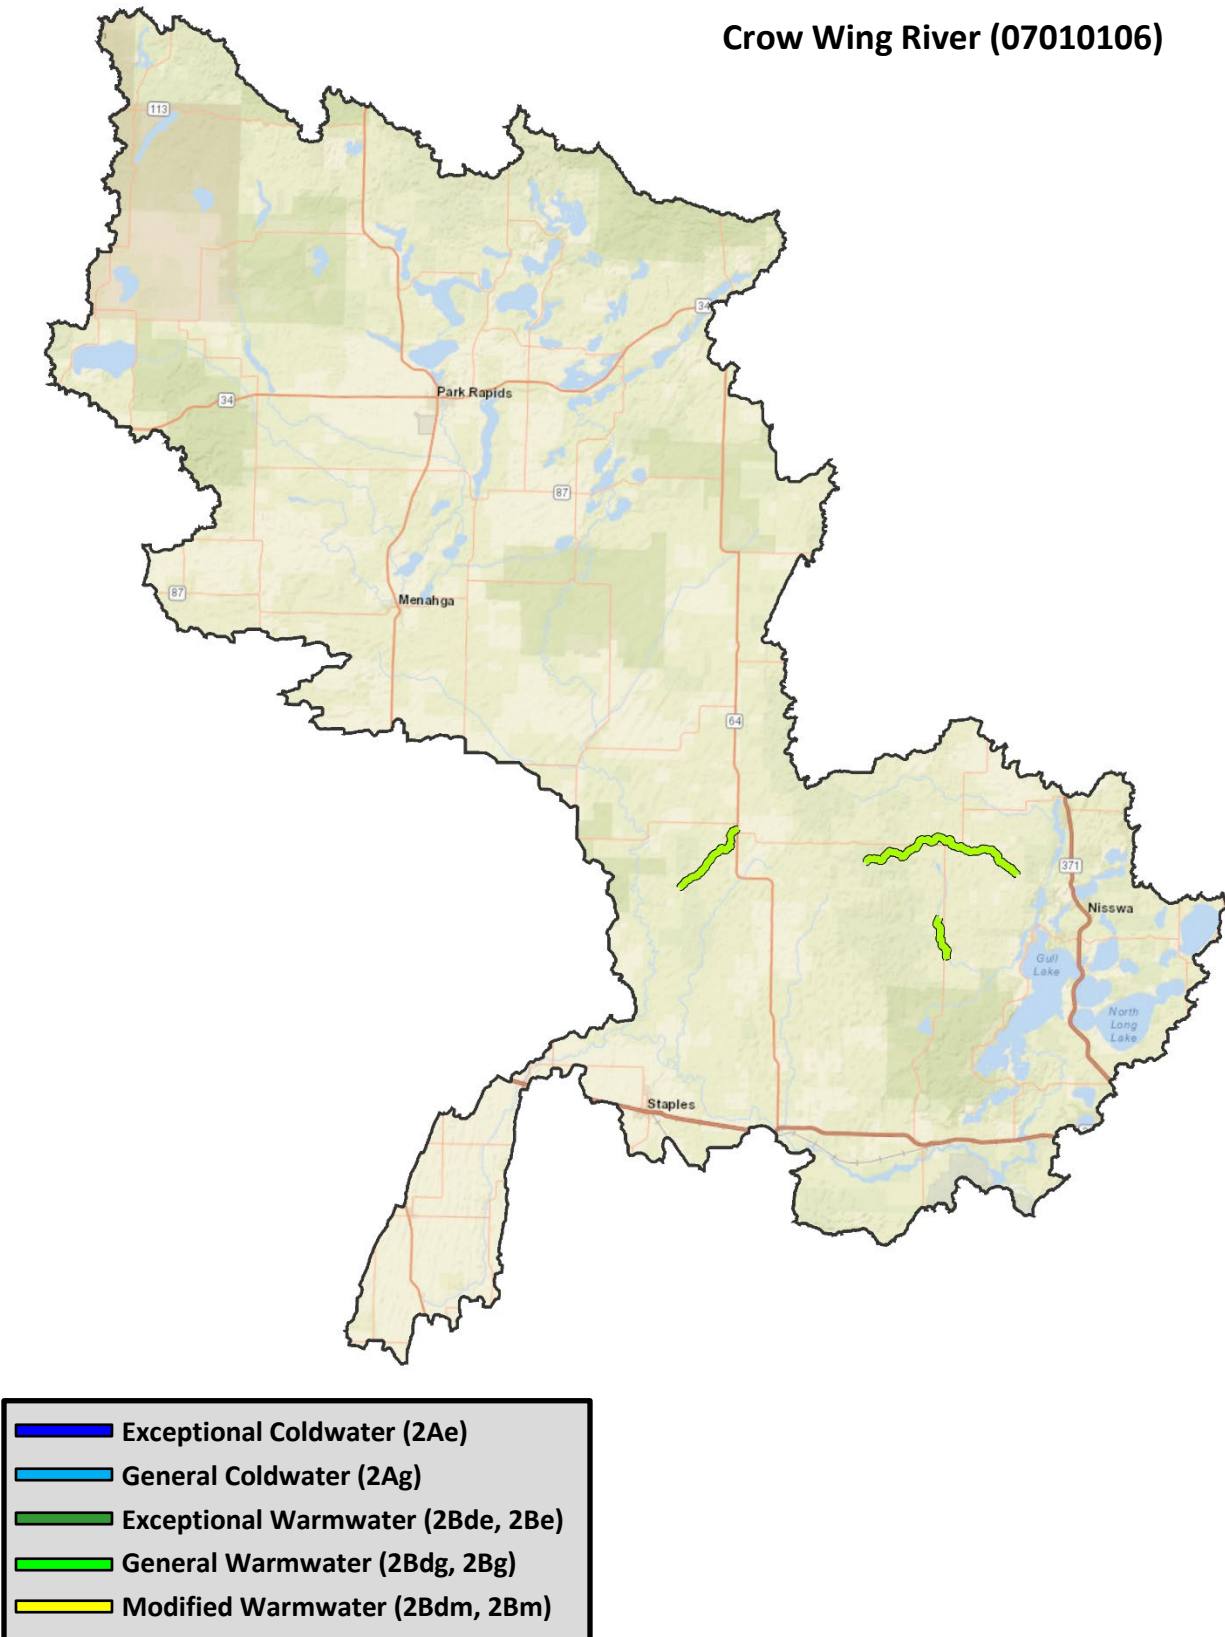 Crow Wing River (07010106)
113
34
34
Park Rapids
87
Menahga
87
64
371
Nisswa
Gull
Lake
North
Long
Lake
Staples
Exceptional Coldwater (2Ae)
General Coldwater (2Ag)
Exceptional Warmwater (2Bde, 2Be)
General Warmwater (2Bdg, 2Bg)
Modified Warmwater (2Bdm, 2Bm)